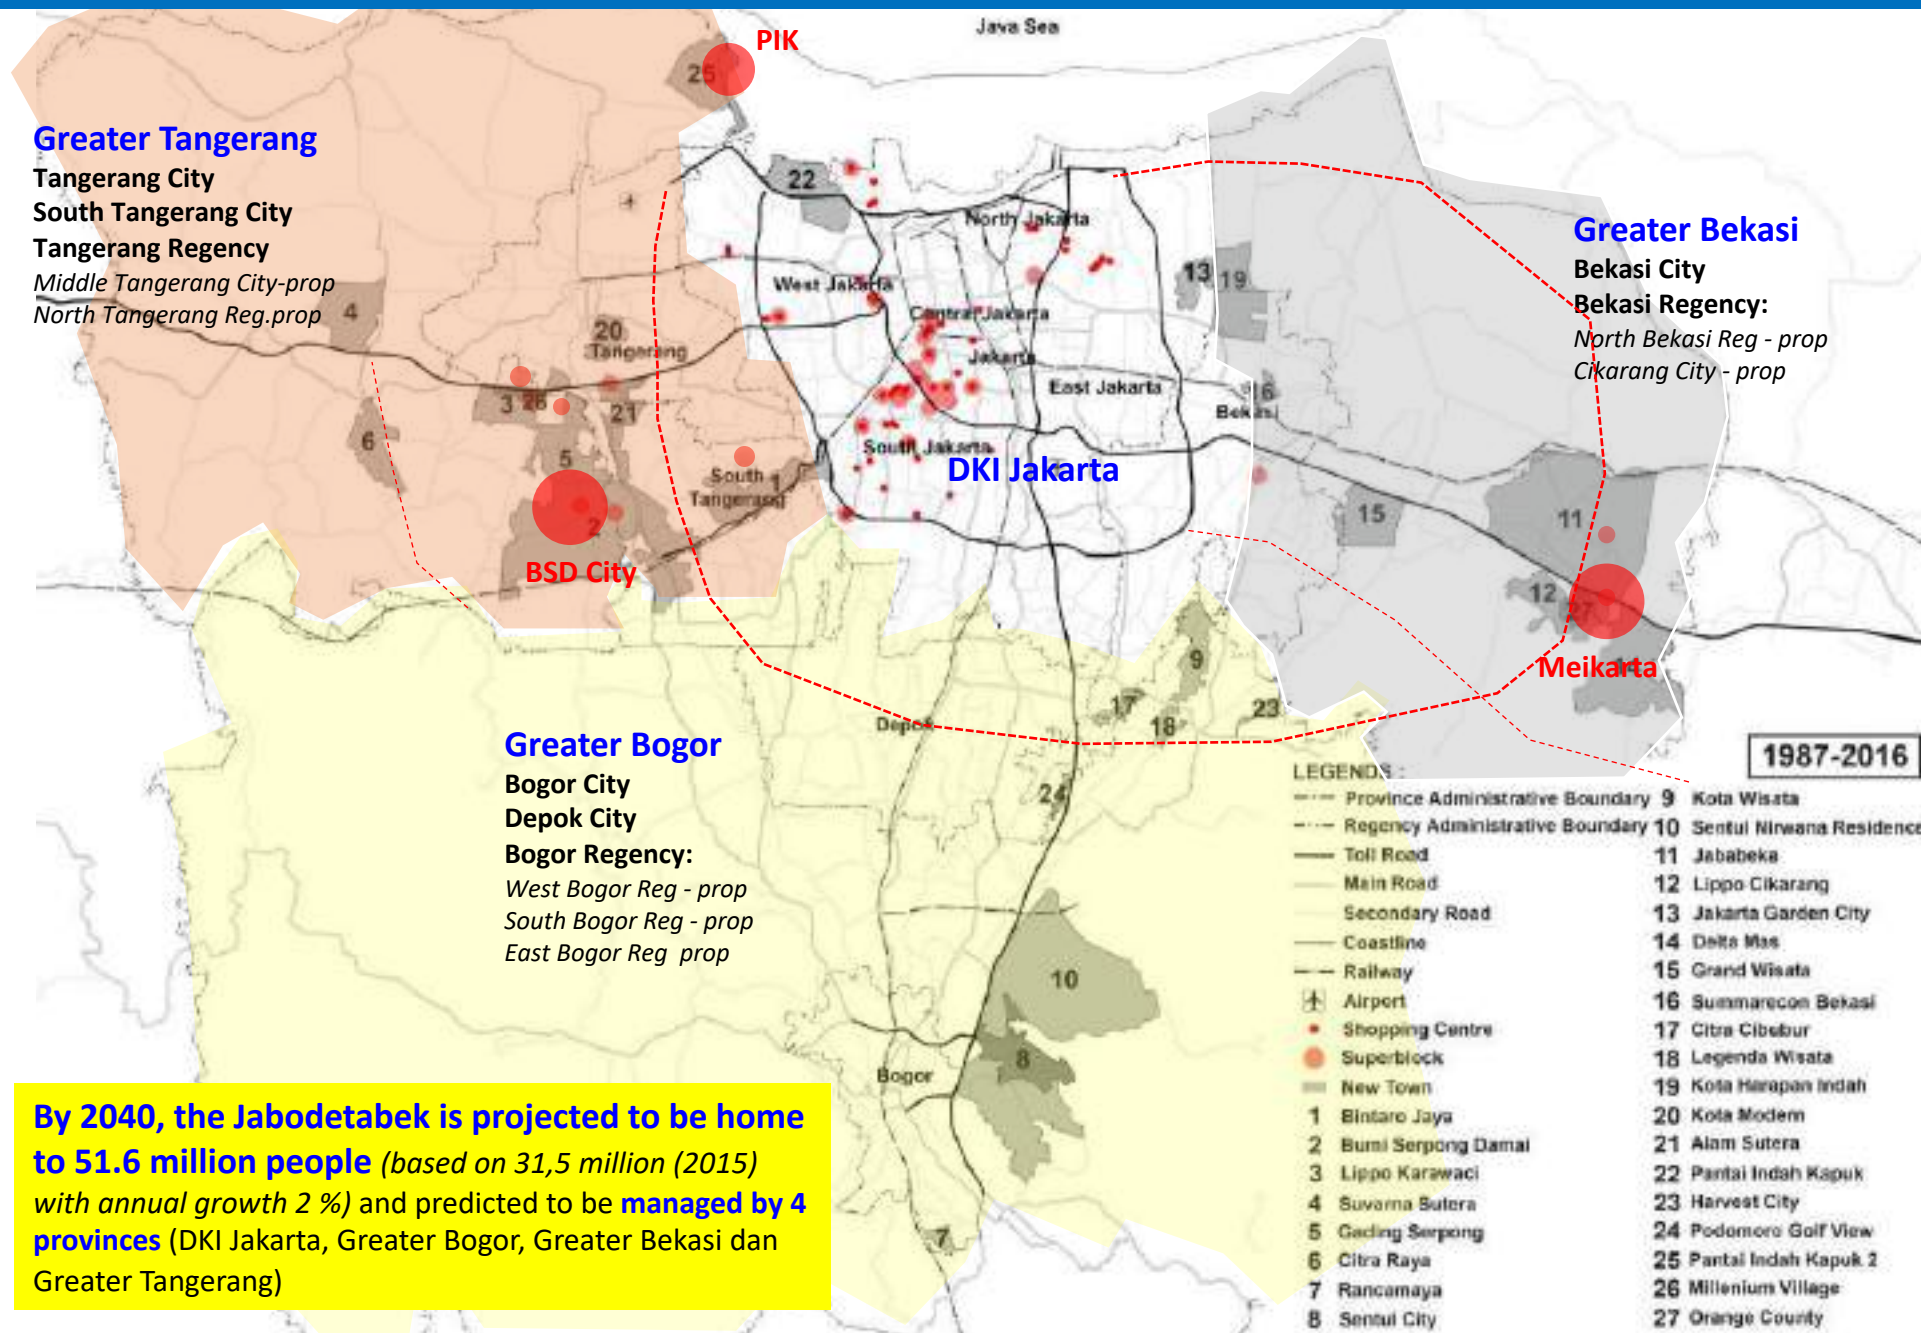 Java Sea
PIK
25
Greater Tangerang
Tangerang City
South Tangerang City
Tangerang Regency
Middle Tangerang City-prop
North Tangerang Reg.prop
22
North Jakarta
Greater Bekasi
Bekasi City
Bekasi Regency:
North Bekasi Reg - prop
Cikarang City - prop
13
19
West Jakarta
Central Jakarta
4
20
Tangerang
Jakarta
East Jakarta
3
26
21
16
Bekasi
6
5
South Jakarta
DKI Jakarta
South
Tangerang
1
2
15
11
BSD City
12
27
Meikarta
14
9
17
18
23
Depok
Greater Bogor
Bogor City
Depok City
Bogor Regency:
West Bogor Reg - prop
South Bogor Reg - prop
East Bogor Reg prop
24
10
8
Bogor
7
1987-2016
LEGENDS :
Province Administrative Boundary
Regency Administrative Boundary
Toll Road
Main Road
Secondary Road
Coastline
Railway
Airport
Shopping Centre
Superblock
New Town
1 Bintaro Jaya
2 Bumi Serpong Damai
3 Lippo Karawaci
4 Suvarna Sutera
5 Gading Serpong
6 Citra Raya
7 Rancamaya
8 Sentul City
9 Kota Wisata
10 Sentul Nirwana Residence
11 Jababeka
12 Lippo Cikarang
13 Jakarta Garden City
14 Delta Mas
15 Grand Wisata
16 Summarecon Bekasi
17 Citra Cibubur
18 Legenda Wisata
19 Kota Harapan Indah
20 Kota Modern
21 Alam Sutera
22 Pantai Indah Kapuk
23 Harvest City
24 Podomoro Golf View
25 Pantai Indah Kapuk 2
26 Millenium Village
27 Orange County
By 2040, the Jabodetabek is projected to be home
to 51.6 million people (based on 31,5 million (2015)
with annual growth 2 %) and predicted to be managed by 4
provinces (DKI Jakarta, Greater Bogor, Greater Bekasi dan
Greater Tangerang)